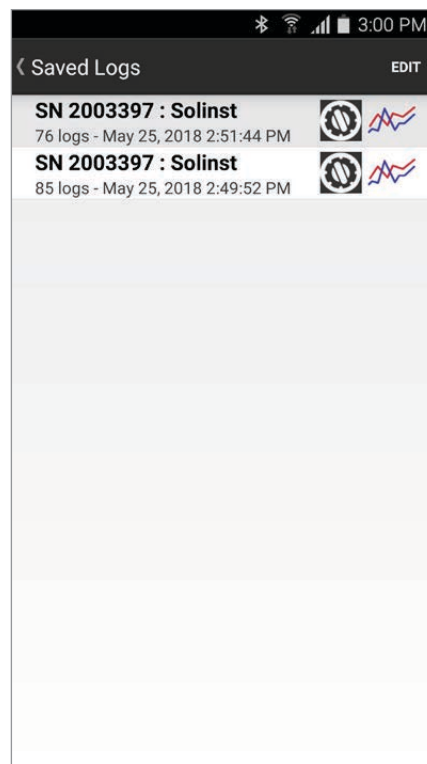 3:00 PM
Saved Logs
EDIT
SN 2003397 : Solinst
76 logs - May 25, 2018 2:51:44 PM
SN 2003397 : Solinst
85 logs - May 25, 2018 2:49:52 PM